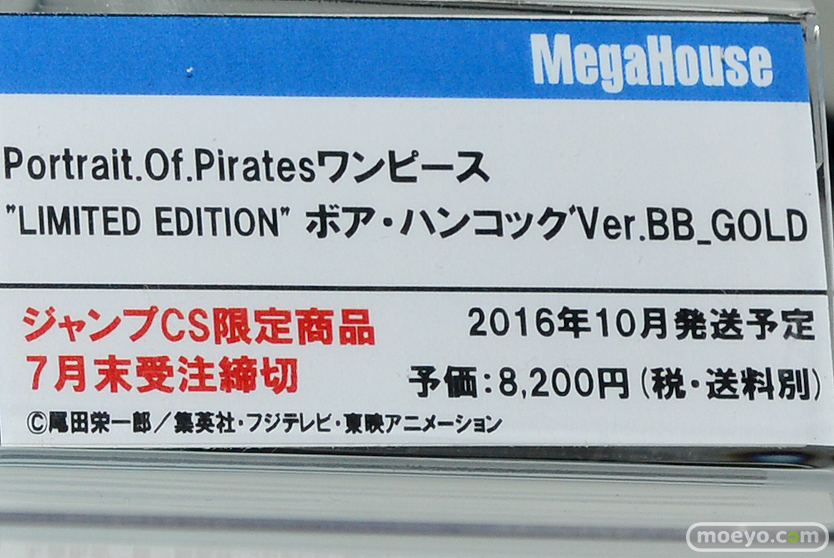 MegaHouse
Portrait.Of.Piratesワンピース
"LIMITED EDITION" ボア・ハンコック'Ver.BB_GOLD
ジャンプCS限定商品
2016年10月発送予定
7月末受注締切
予価:8,200円(税・送料別)
©尾田栄一郎/集英社・フジテレビ・東映アニメーション
moeyo.com